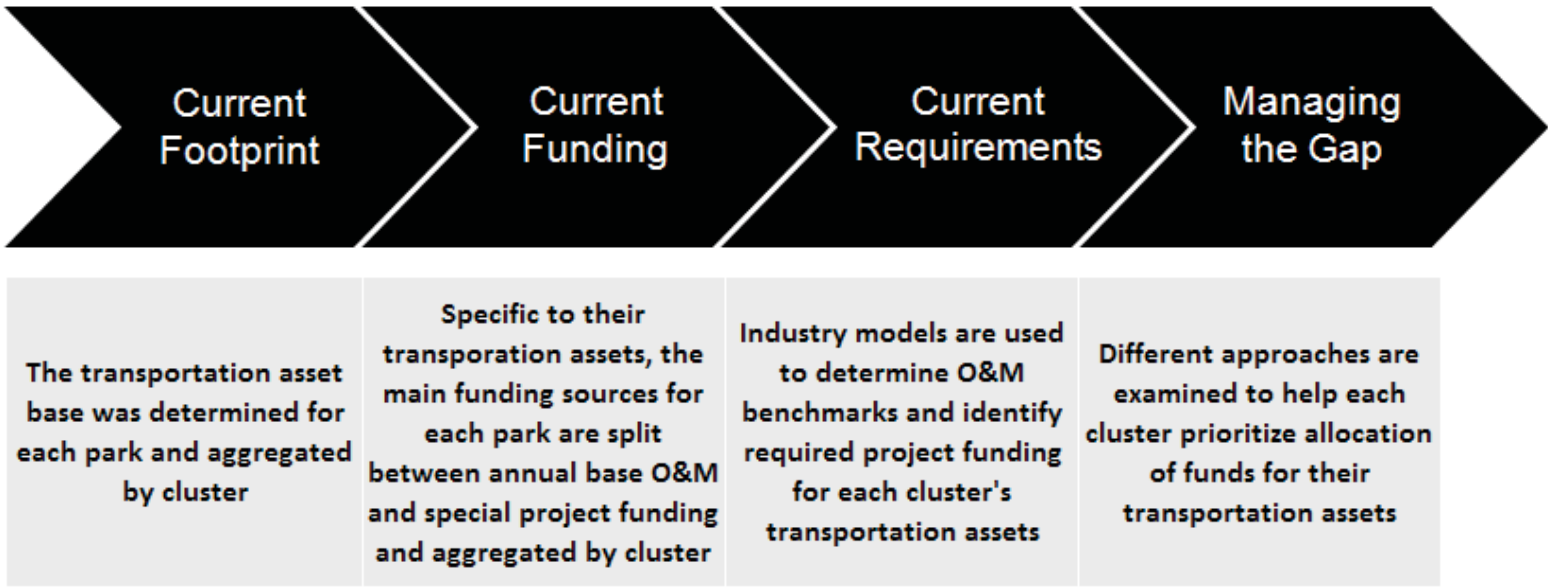 Current
Footprint
Current
Funding
Current
Requirements
Managing
the Gap
The transportation asset
base was determined for
each park and aggregated
by cluster
Specific to their
transporation assets, the
main funding sources for
each park are split
between annual base O&M
and special project funding
and aggregated by cluster
Industry models are used
to determine O&M
benchmarks and identify
required project funding
for each cluster's
transportation assets
Different approaches are
examined to help each
cluster prioritize allocation
of funds for their
transportation assets